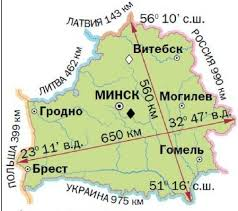 ЛАТВИЯ 143 км
56° 10′ с.ш.
ЛИТВА 462 км
РОССИЯ 990 км
Витебск
560 км
МИНСК
Могилев
Гродно
32° 47′ в.д.
ПОЛЬША 399 км
650 км
23° 11′ в.д.
Гомель
Брест
УКРАИНА 975 км
51° 16′ с.ш.